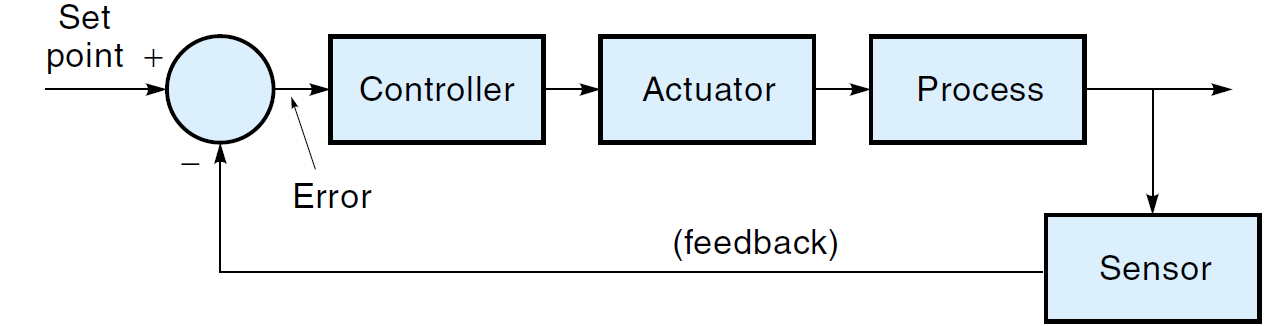 Set
point +
Controller
Actuator
Process
−
Error
(feedback)
Sensor